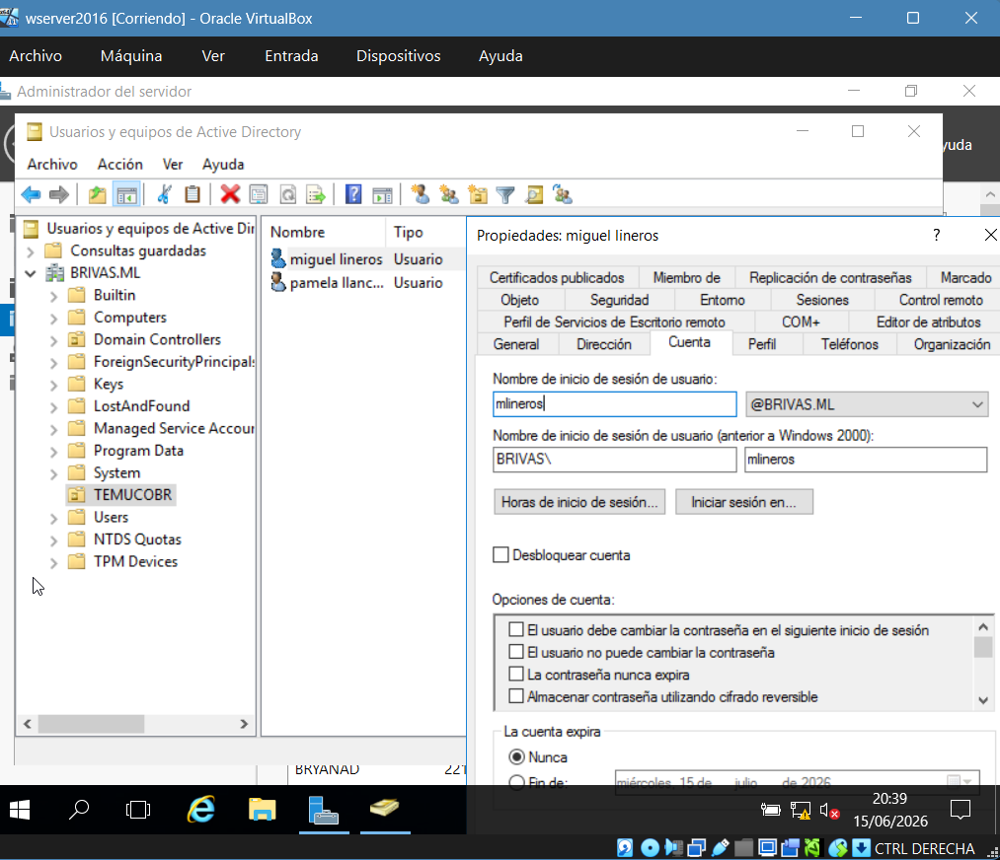 wserver2016 [Corriendo] - Oracle VirtualBox
Archivo Máquina Ver Entrada Dispositivos Ayuda
Administrador del servidor
Usuarios y equipos de Active Directory
yuda
Archivo Acción Ver Ayuda
Usuarios y equipos de Active Dir
Consultas guardadas
BRIVAS.ML
Builtin
Computers
Domain Controllers
ForeignSecurityPrincipals
Keys
LostAndFound
Managed Service Accour
Program Data
System
TEMUCOBR
Users
NTDS Quotas
TPM Devices
Nombre Tipo
miguel lineros Usuario
pamela llanc... Usuario
Propiedades: miguel lineros ?
Certificados publicados Miembro de Replicación de contraseñas Marcado
Objeto Seguridad Entorno Sesiones Control remoto
Perfil de Servicios de Escritorio remoto COM+ Editor de atributos
General Dirección Cuenta Perfil Teléfonos Organización
Nombre de inicio de sesión de usuario:
mlineros @BRIVAS.ML
Nombre de inicio de sesión de usuario (anterior a Windows 2000):
BRIVAS\ mlineros
Horas de inicio de sesión... Iniciar sesión en...
Desbloquear cuenta
Opciones de cuenta:
El usuario debe cambiar la contraseña en el siguiente inicio de sesión
El usuario no puede cambiar la contraseña
La contraseña nunca expira
Almacenar contraseña utilizando cifrado reversible
La cuenta expira
Nunca
Fin de: miércoles, 15 de julio de 2026
BRYANAD 221
20:39
15/06/2026
CTRL DERECHA